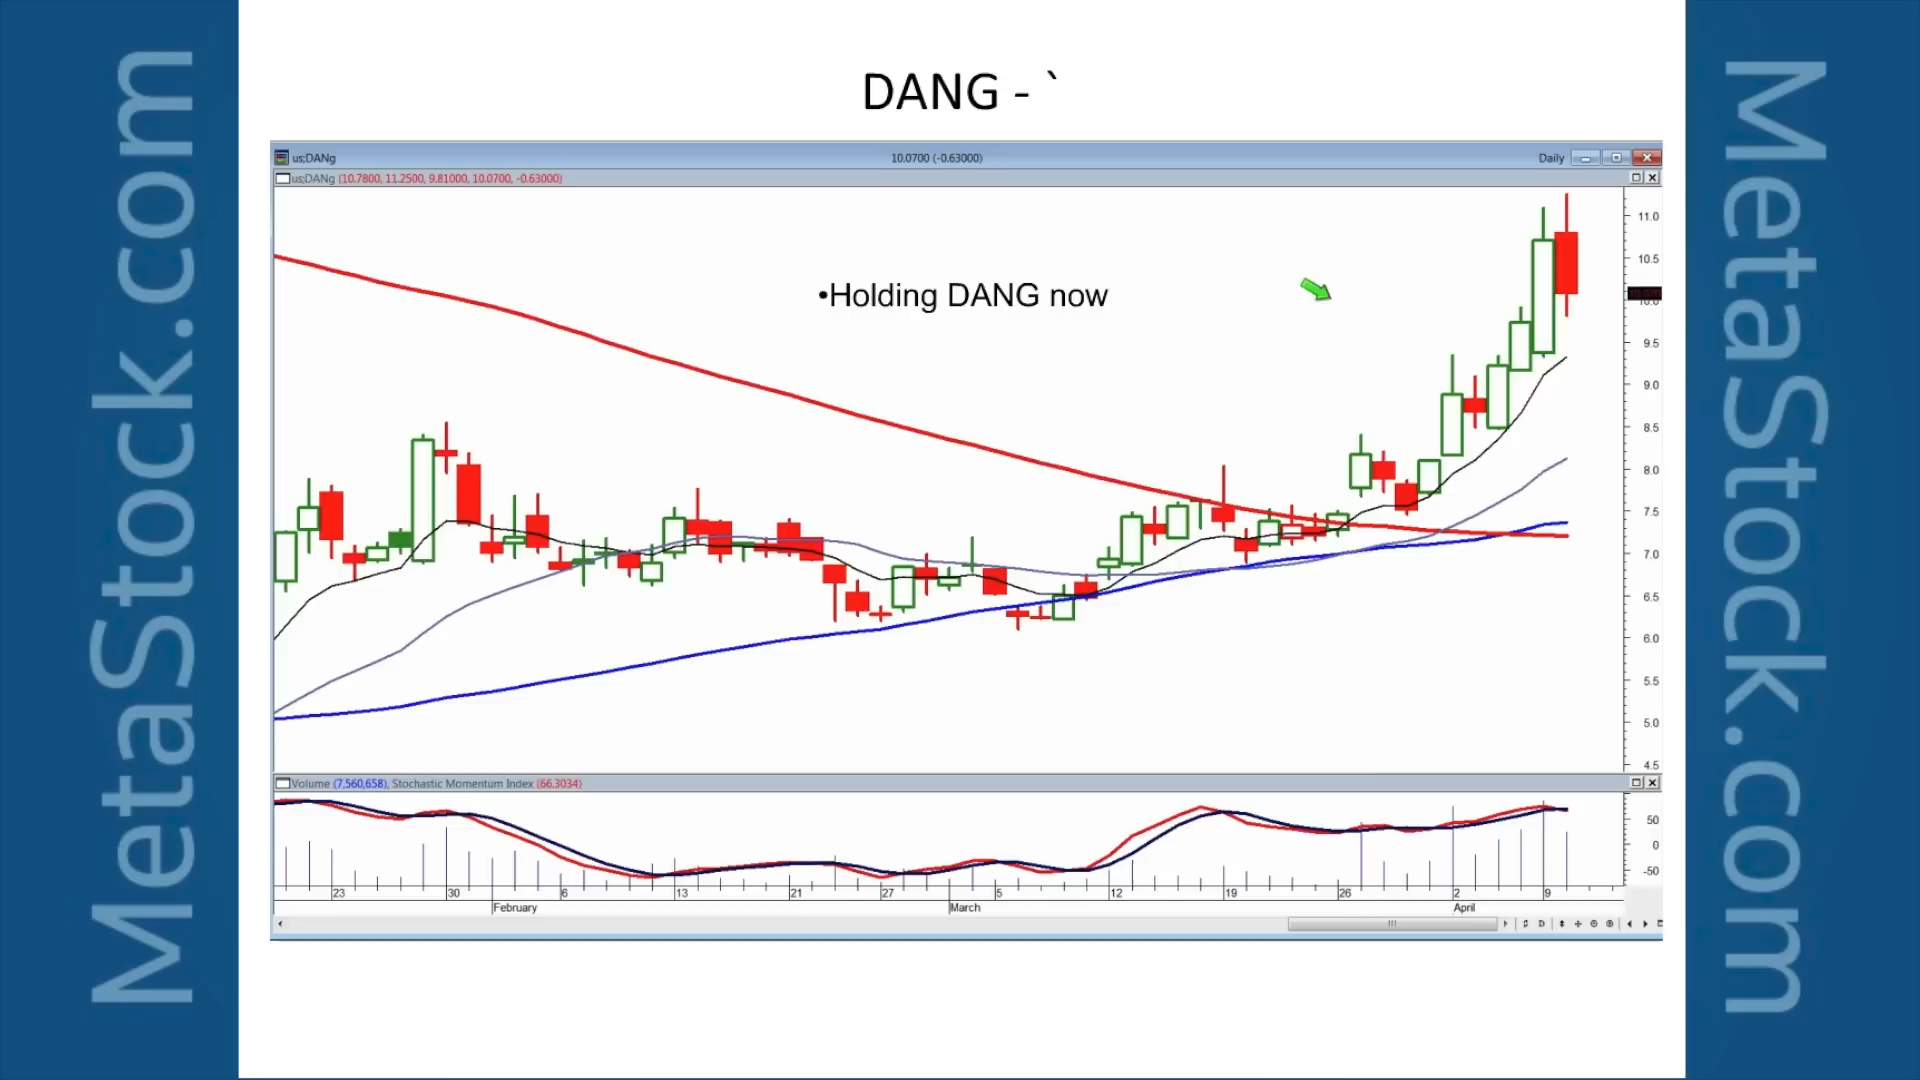 MetaStock.com
DANG - `
us;DANg
10.0700 (-0.63000)
Daily
us;DANg (10.7800, 11.2500, 9.81000, 10.0700, -0.63000)
•Holding DANG now
11.0
10.5
10.0
9.5
9.0
8.5
8.0
7.5
7.0
6.5
6.0
5.5
5.0
4.5
Volume (7,560,658), Stochastic Momentum Index (66.3034)
50
0
-50
23 30 6 13 21 27 5 12 19 26 2 9
February March April
MetaStock.com